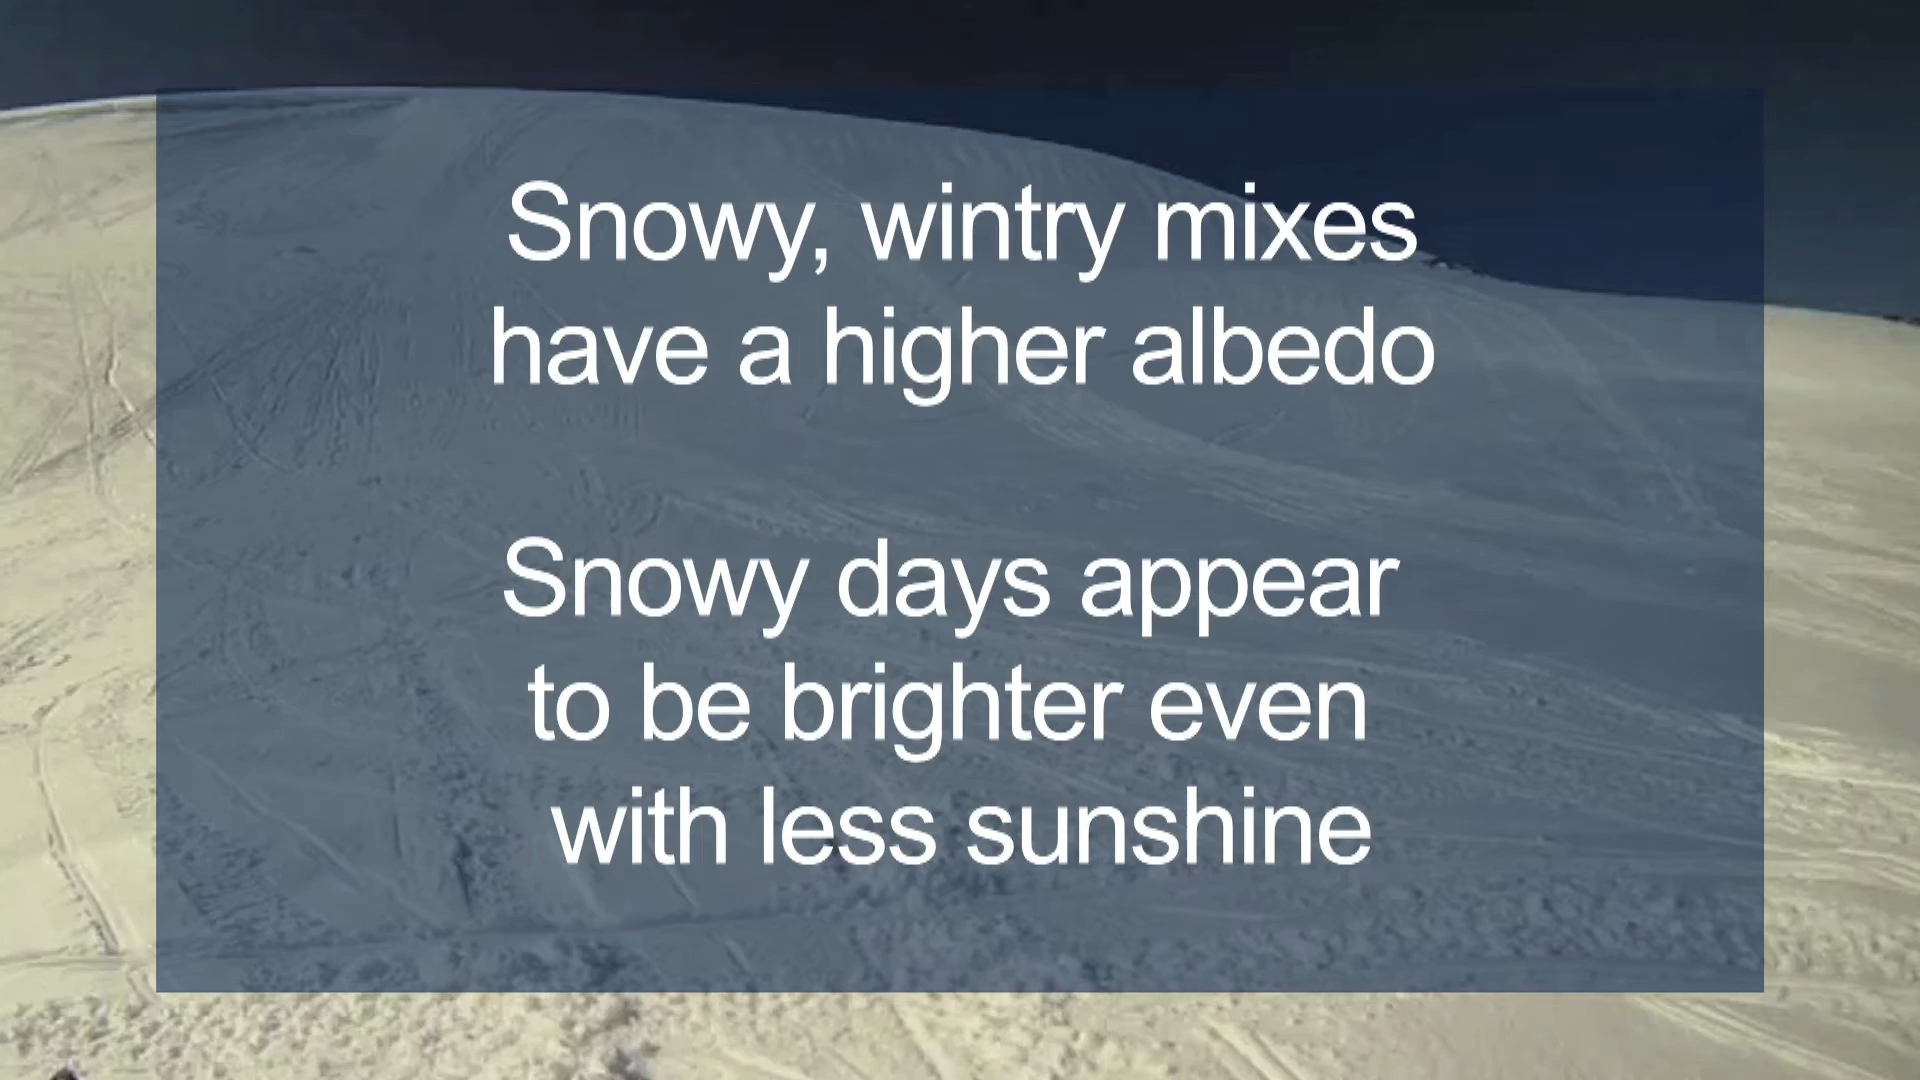 Snowy, wintry mixes
have a higher albedo
Snowy days appear
to be brighter even
with less sunshine